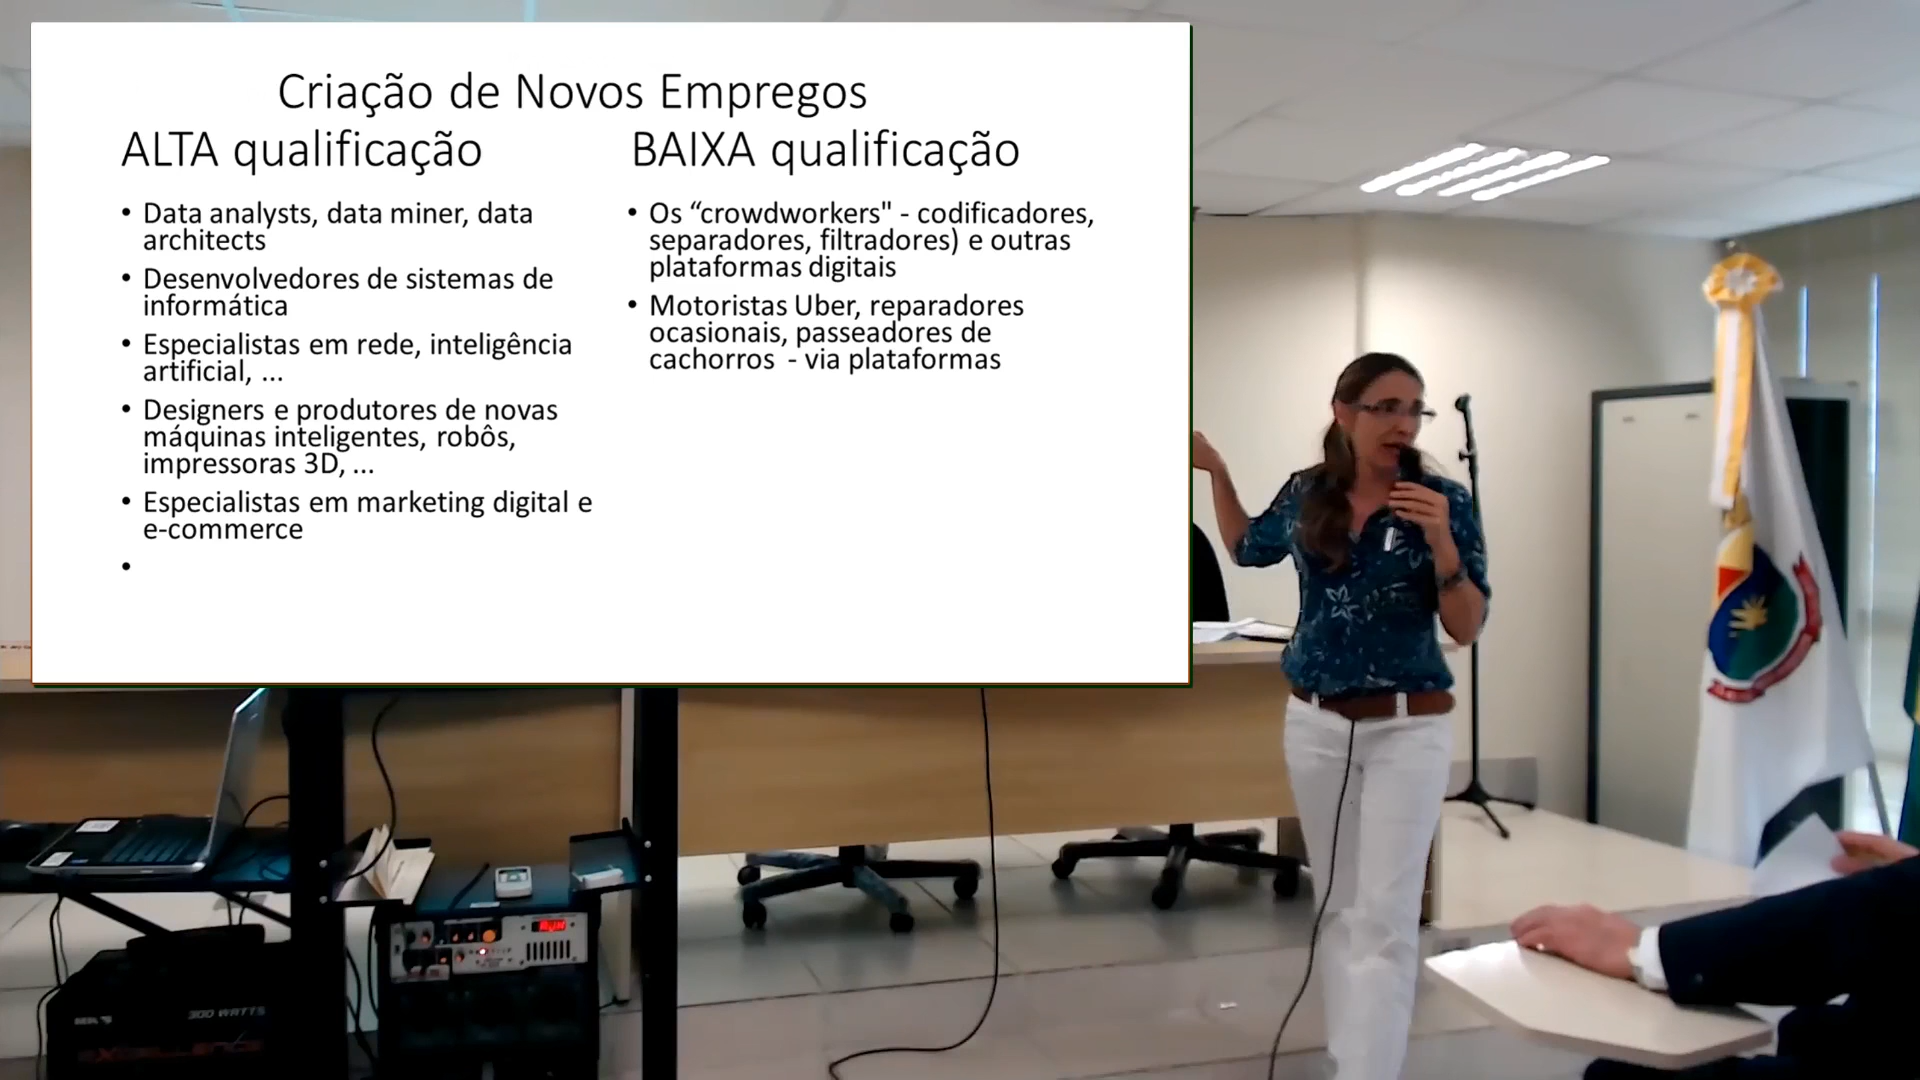 Criação de Novos Empregos
ALTA qualificação
• Data analysts, data miner, data
architects
• Desenvolvedores de sistemas de
informática
• Especialistas em rede, inteligência
artificial, ...
• Designers e produtores de novas
máquinas inteligentes, robôs,
impressoras 3D, ...
• Especialistas em marketing digital e
e-commerce
•
BAIXA qualificação
• Os “crowdworkers" - codificadores,
separadores, filtradores) e outras
plataformas digitais
• Motoristas Uber, reparadores
ocasionais, passeadores de
cachorros - via plataformas
300 WATTS
EXCELLENCE